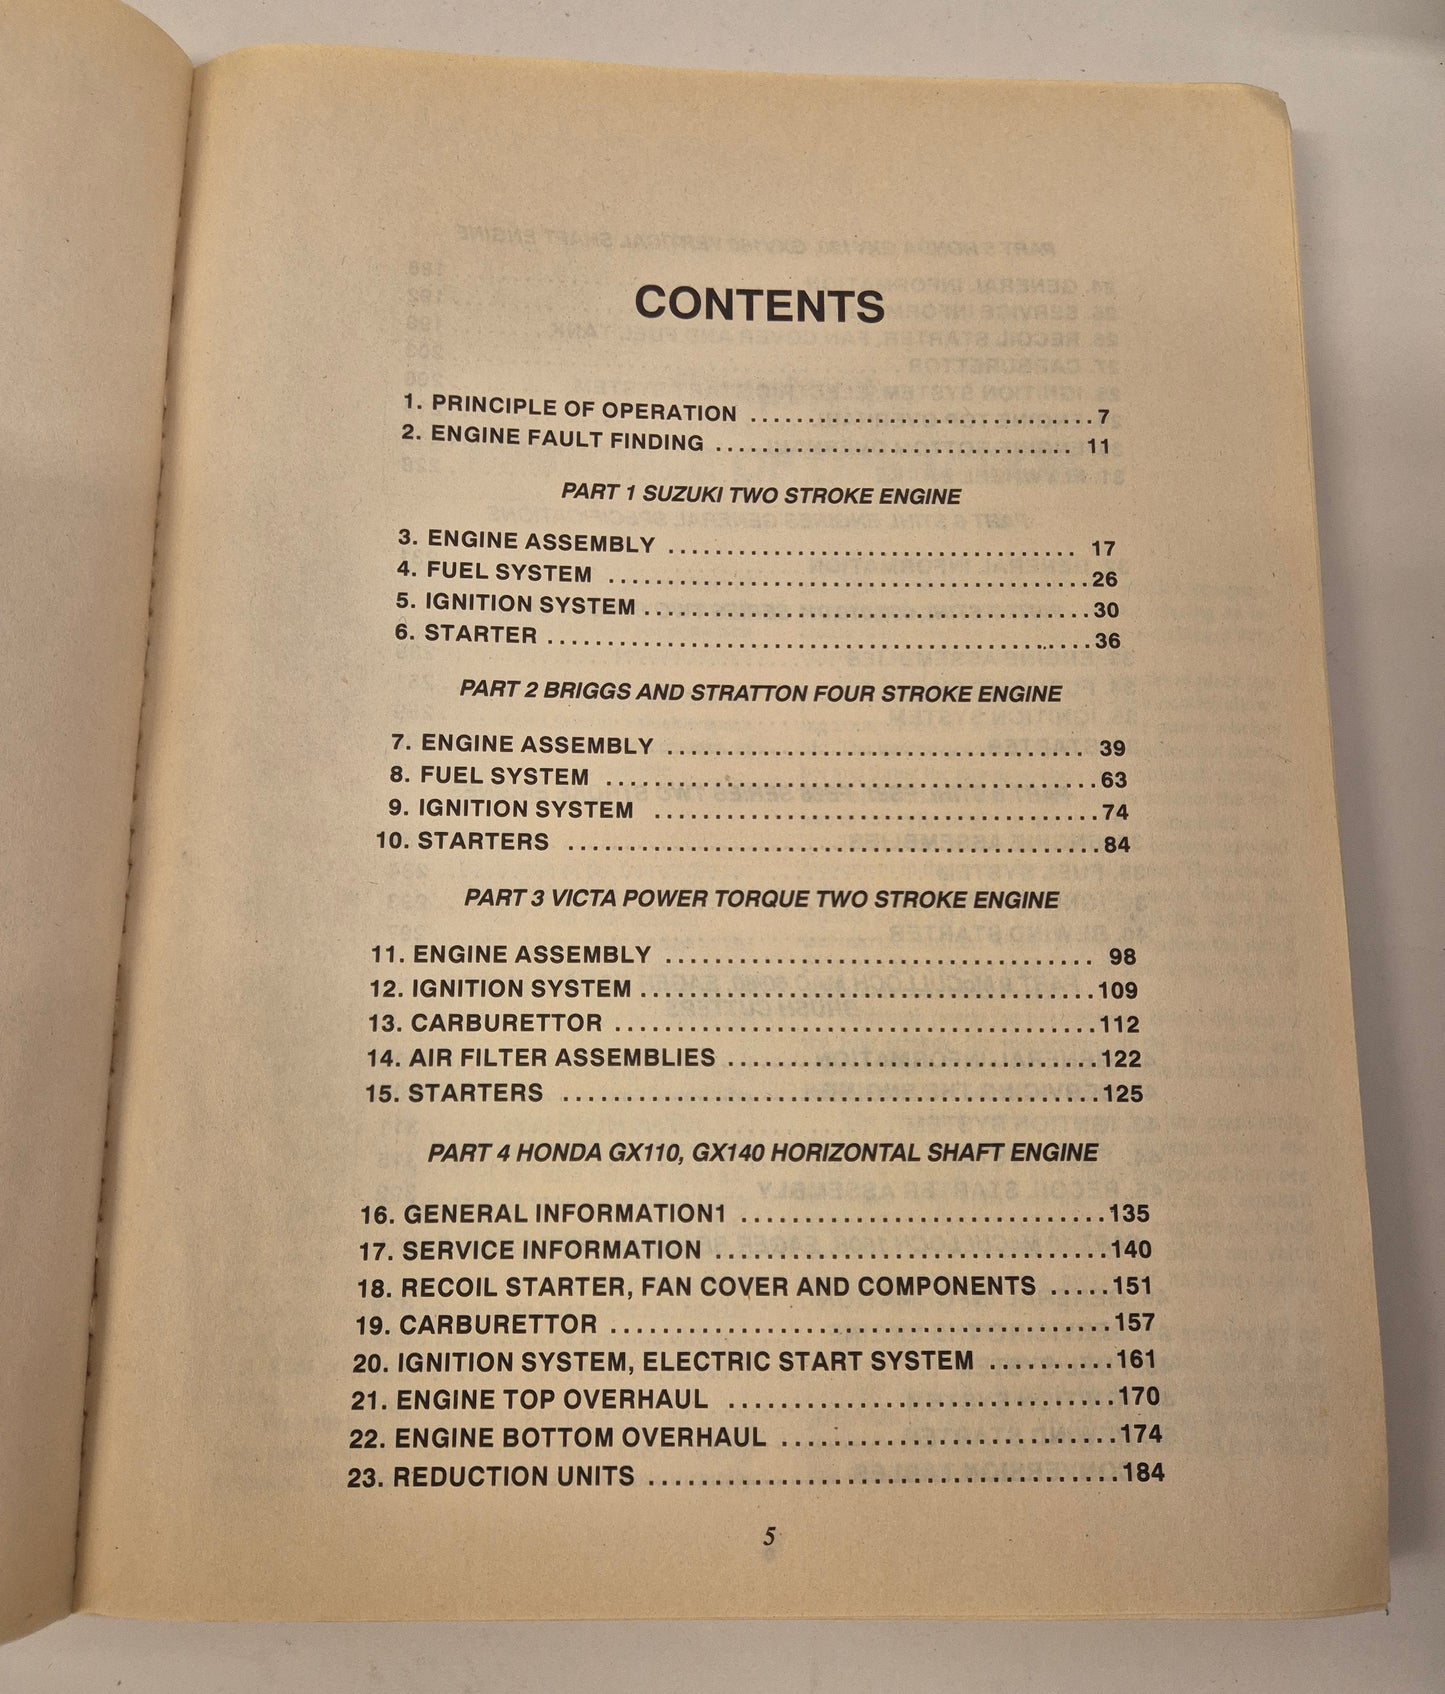 CONTENTS
1. PRINCIPLE OF OPERATION ............................. 7
2. ENGINE FAULT FINDING .............................. 11
PART 1 SUZUKI TWO STROKE ENGINE
3. ENGINE ASSEMBLY .................................. 17
4. FUEL SYSTEM ........................................ 26
5. IGNITION SYSTEM ..................................... 30
6. STARTER ............................................. 36
PART 2 BRIGGS AND STRATTON FOUR STROKE ENGINE
7. ENGINE ASSEMBLY ................................... 39
8. FUEL SYSTEM ......................................... 63
9. IGNITION SYSTEM ..................................... 74
10. STARTERS ............................................ 84
PART 3 VICTA POWER TORQUE TWO STROKE ENGINE
11. ENGINE ASSEMBLY .................................... 98
12. IGNITION SYSTEM ...................................... 109
13. CARBURETTOR ........................................ 112
14. AIR FILTER ASSEMBLIES ............................... 122
15. STARTERS ............................................. 125
PART 4 HONDA GX110, GX140 HORIZONTAL SHAFT ENGINE
16. GENERAL INFORMATION1 .............................. 135
17. SERVICE INFORMATION ................................. 140
18. RECOIL STARTER, FAN COVER AND COMPONENTS ..... 151
19. CARBURETTOR ......................................... 157
20. IGNITION SYSTEM, ELECTRIC START SYSTEM .......... 161
21. ENGINE TOP OVERHAUL ............................... 170
22. ENGINE BOTTOM OVERHAUL ........................... 174
23. REDUCTION UNITS ...................................... 184
5